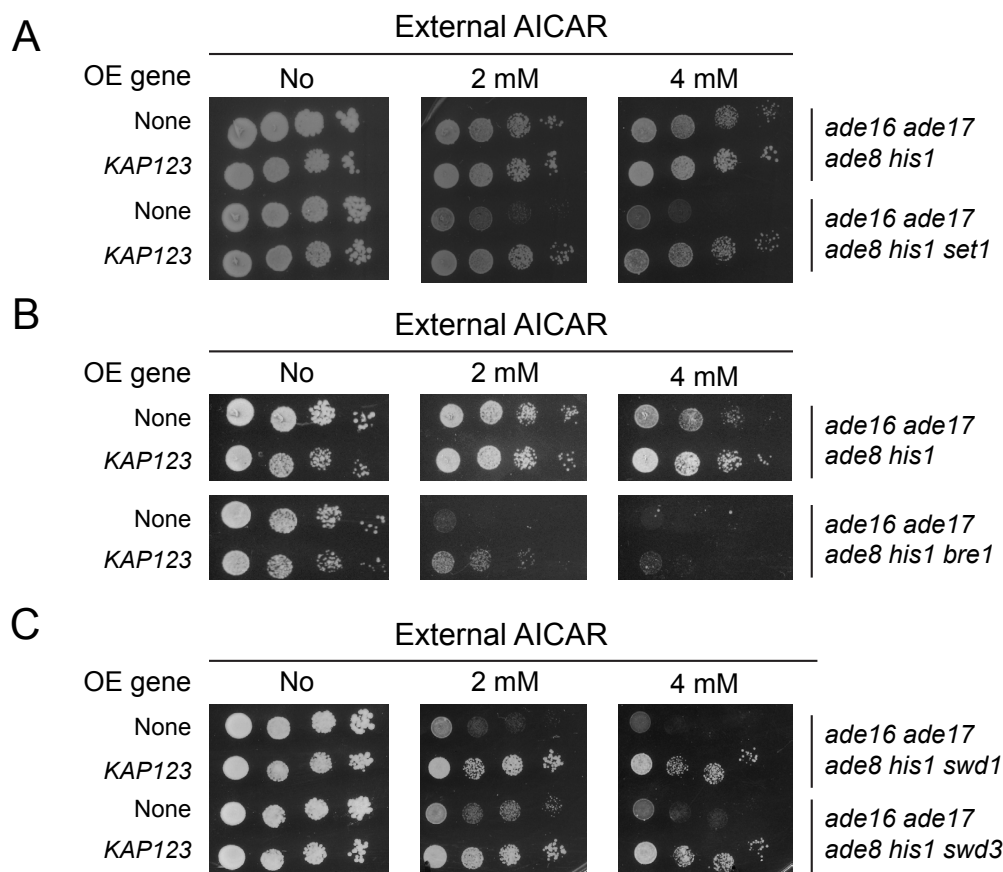 A
External AICAR
OE gene No 2 mM 4 mM
None
KAP123
ade16 ade17
ade8 his1
None
KAP123
ade16 ade17
ade8 his1 set1
B
External AICAR
OE gene No 2 mM 4 mM
None
KAP123
ade16 ade17
ade8 his1
None
KAP123
ade16 ade17
ade8 his1 bre1
C
External AICAR
OE gene No 2 mM 4 mM
None
KAP123
ade16 ade17
ade8 his1 swd1
None
KAP123
ade16 ade17
ade8 his1 swd3